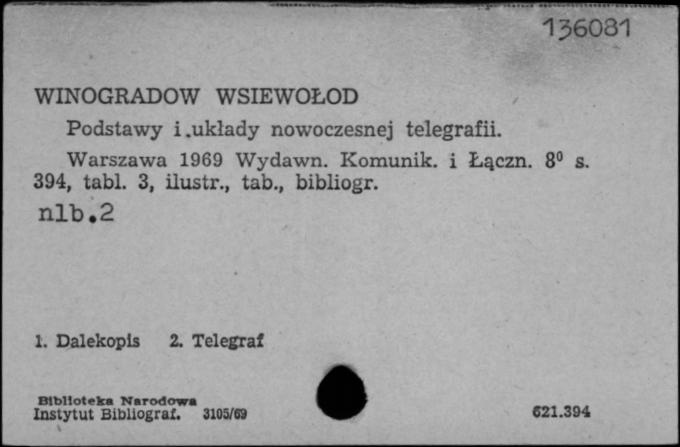 136081
WINOGRADOW WSIEWOŁOD
Podstawy i układy nowoczesnej telegrafii.
Warszawa 1969 Wydawn. Komunik. i Łączn. 8⁰ s.
394, tabl. 3, ilustr., tab., bibliogr.
nlb.2
1. Dalekopis 2. Telegraf
Biblioteka Narodowa
Instytut Bibliograf. 3105/69 621.394